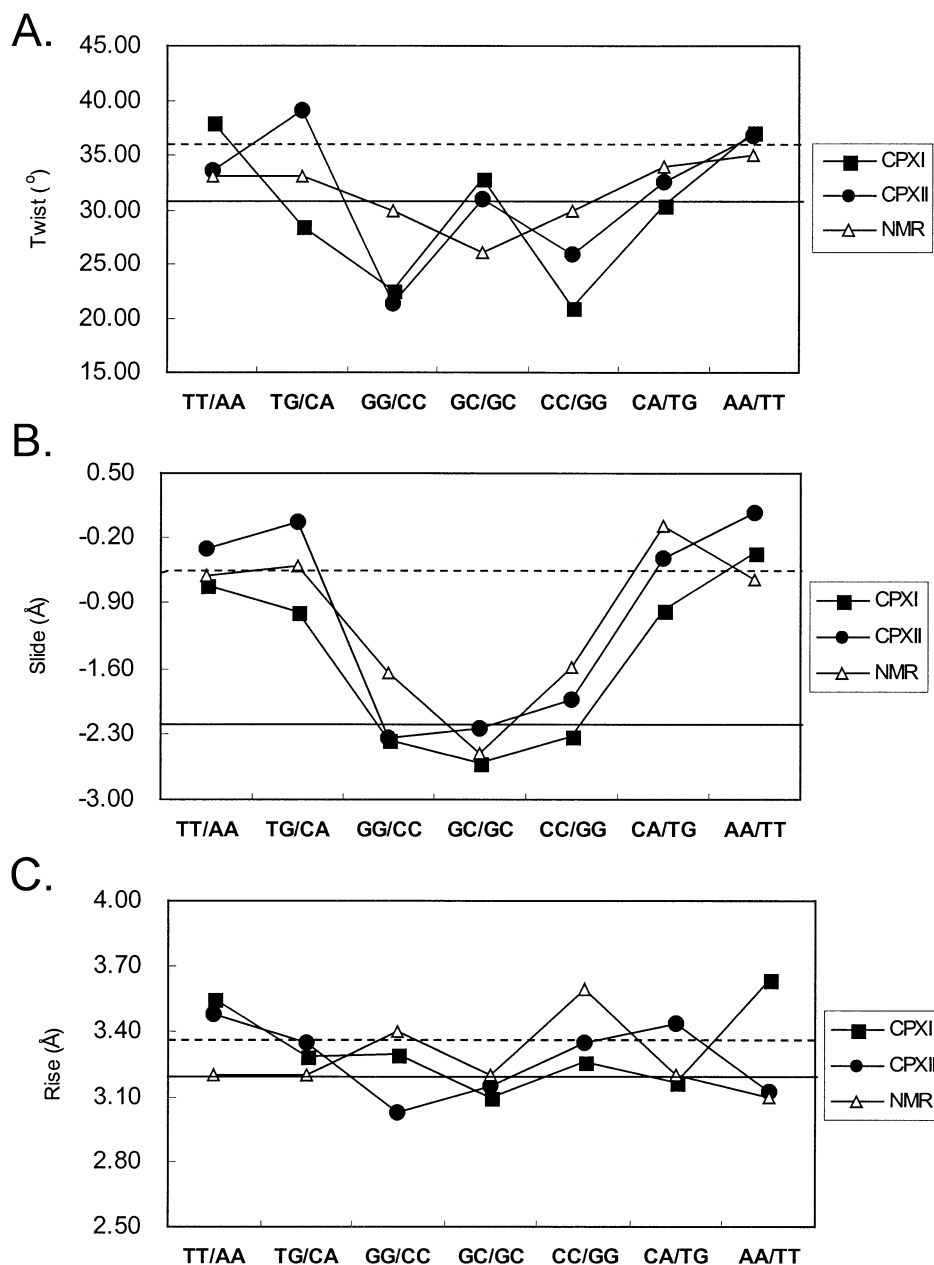 A.
45.00
40.00
35.00
30.00
25.00
20.00
15.00
Twist (°)
TT/AA TG/CA GG/CC GC/GC CC/GG CA/TG AA/TT
CPXI
CPXII
NMR
B.
0.50
-0.20
-0.90
-1.60
-2.30
-3.00
Slide (Å)
TT/AA TG/CA GG/CC GC/GC CC/GG CA/TG AA/TT
CPXI
CPXII
NMR
C.
4.00
3.70
3.40
3.10
2.80
2.50
Rise (Å)
TT/AA TG/CA GG/CC GC/GC CC/GG CA/TG AA/TT
CPXI
CPXII
NMR